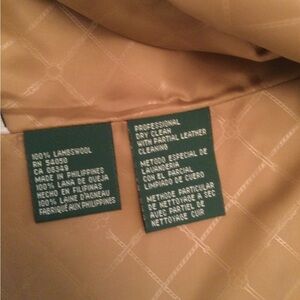 100% LAMBSWOOL
RN 54050
CA 08349
MADE IN PHILIPPINES
100% LANA DE OVEJA
HECHO EN FILIPINAS
100% LAINE D'AGNEAU
FABRIQUÉ AUX PHILIPPINES
PROFESSIONAL
DRY CLEAN
WITH PARTIAL LEATHER
CLEANING
METODO ESPECIAL DE
LAVANDERIA
CON EL PARCIAL
LIMPIADO DE CUERO
METHODE PARTICULAR
DE NETTOYAGE A SEC
AVEC PARTIEL DE
NETTOYAGE CUIR